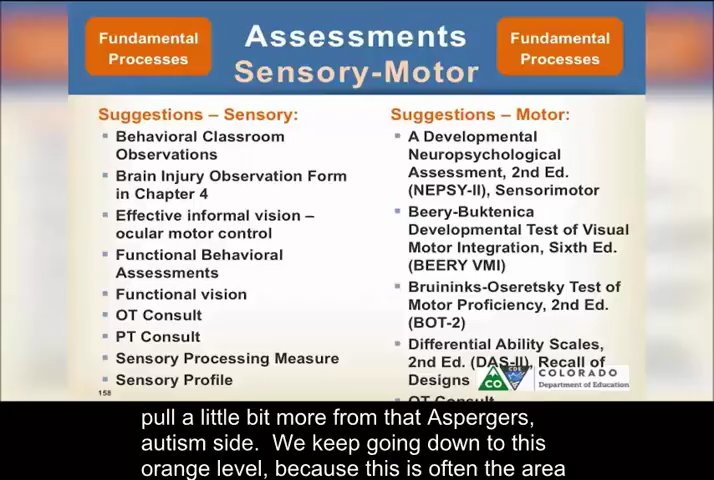 Fundamental
Processes
Assessments
Sensory-Motor
Fundamental
Processes
Suggestions – Sensory:
Behavioral Classroom
Observations
Brain Injury Observation Form
in Chapter 4
Effective informal vision –
ocular motor control
Functional Behavioral
Assessments
Functional vision
OT Consult
PT Consult
Sensory Processing Measure
Sensory Profile
158
Suggestions – Motor:
A Developmental
Neuropsychological
Assessment, 2nd Ed.
(NEPSY-II), Sensorimotor
Beery-Buktenica
Developmental Test of Visual
Motor Integration, Sixth Ed.
(BEERY VMI)
Bruininks-Oseretsky Test of
Motor Proficiency, 2nd Ed.
(BOT-2)
Differential Ability Scales,
2nd Ed. (DAS-II), Recall of
Designs
OT Consult
CO
CDE
COLORADO
Department of Education
pull a little bit more from that Aspergers,
autism side.  We keep going down to this
orange level, because this is often the area